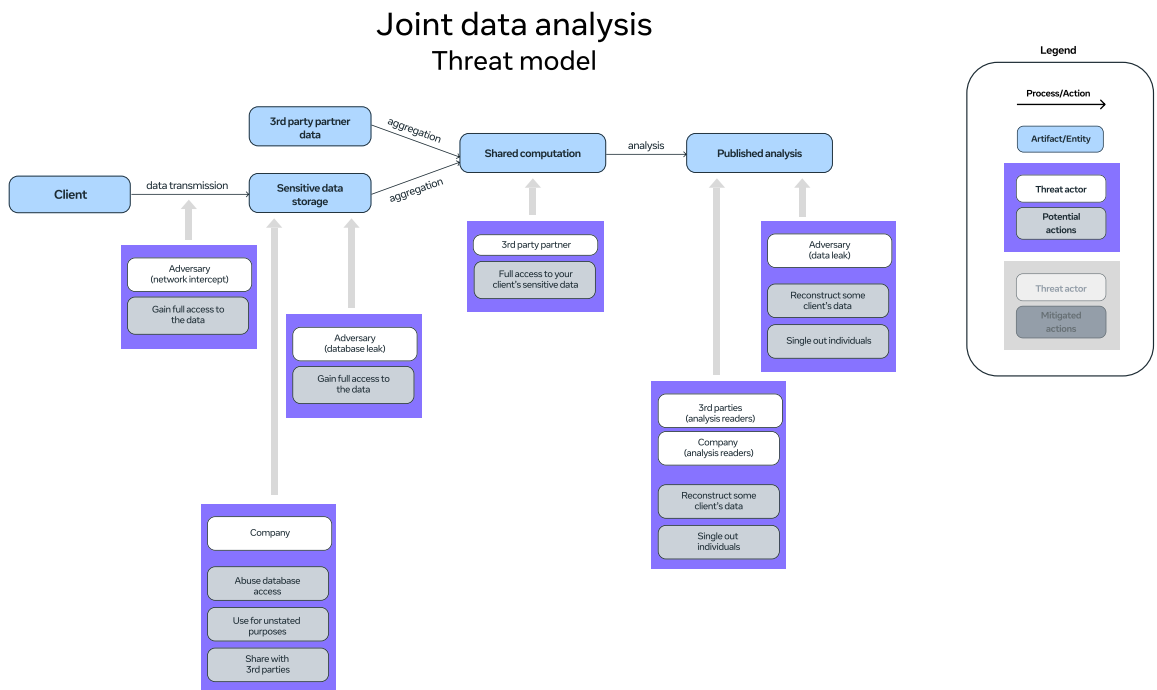 Joint data analysis
Threat model
Legend
Process/Action
Artifact/Entity
Threat actor
Potential
actions
Threat actor
Mitigated
actions
3rd party partner
data
aggregation
Shared computation
analysis
Published analysis
Client
data transmission
Sensitive data
storage
aggregation
Adversary
(network intercept)
Gain full access to
the data
Adversary
(database leak)
Gain full access to
the data
Company
Abuse database
access
Use for unstated
purposes
Share with
3rd parties
3rd party partner
Full access to your
client's sensitive data
3rd parties
(analysis readers)
Company
(analysis readers)
Reconstruct some
client's data
Single out
individuals
Adversary
(data leak)
Reconstruct some
client's data
Single out individuals